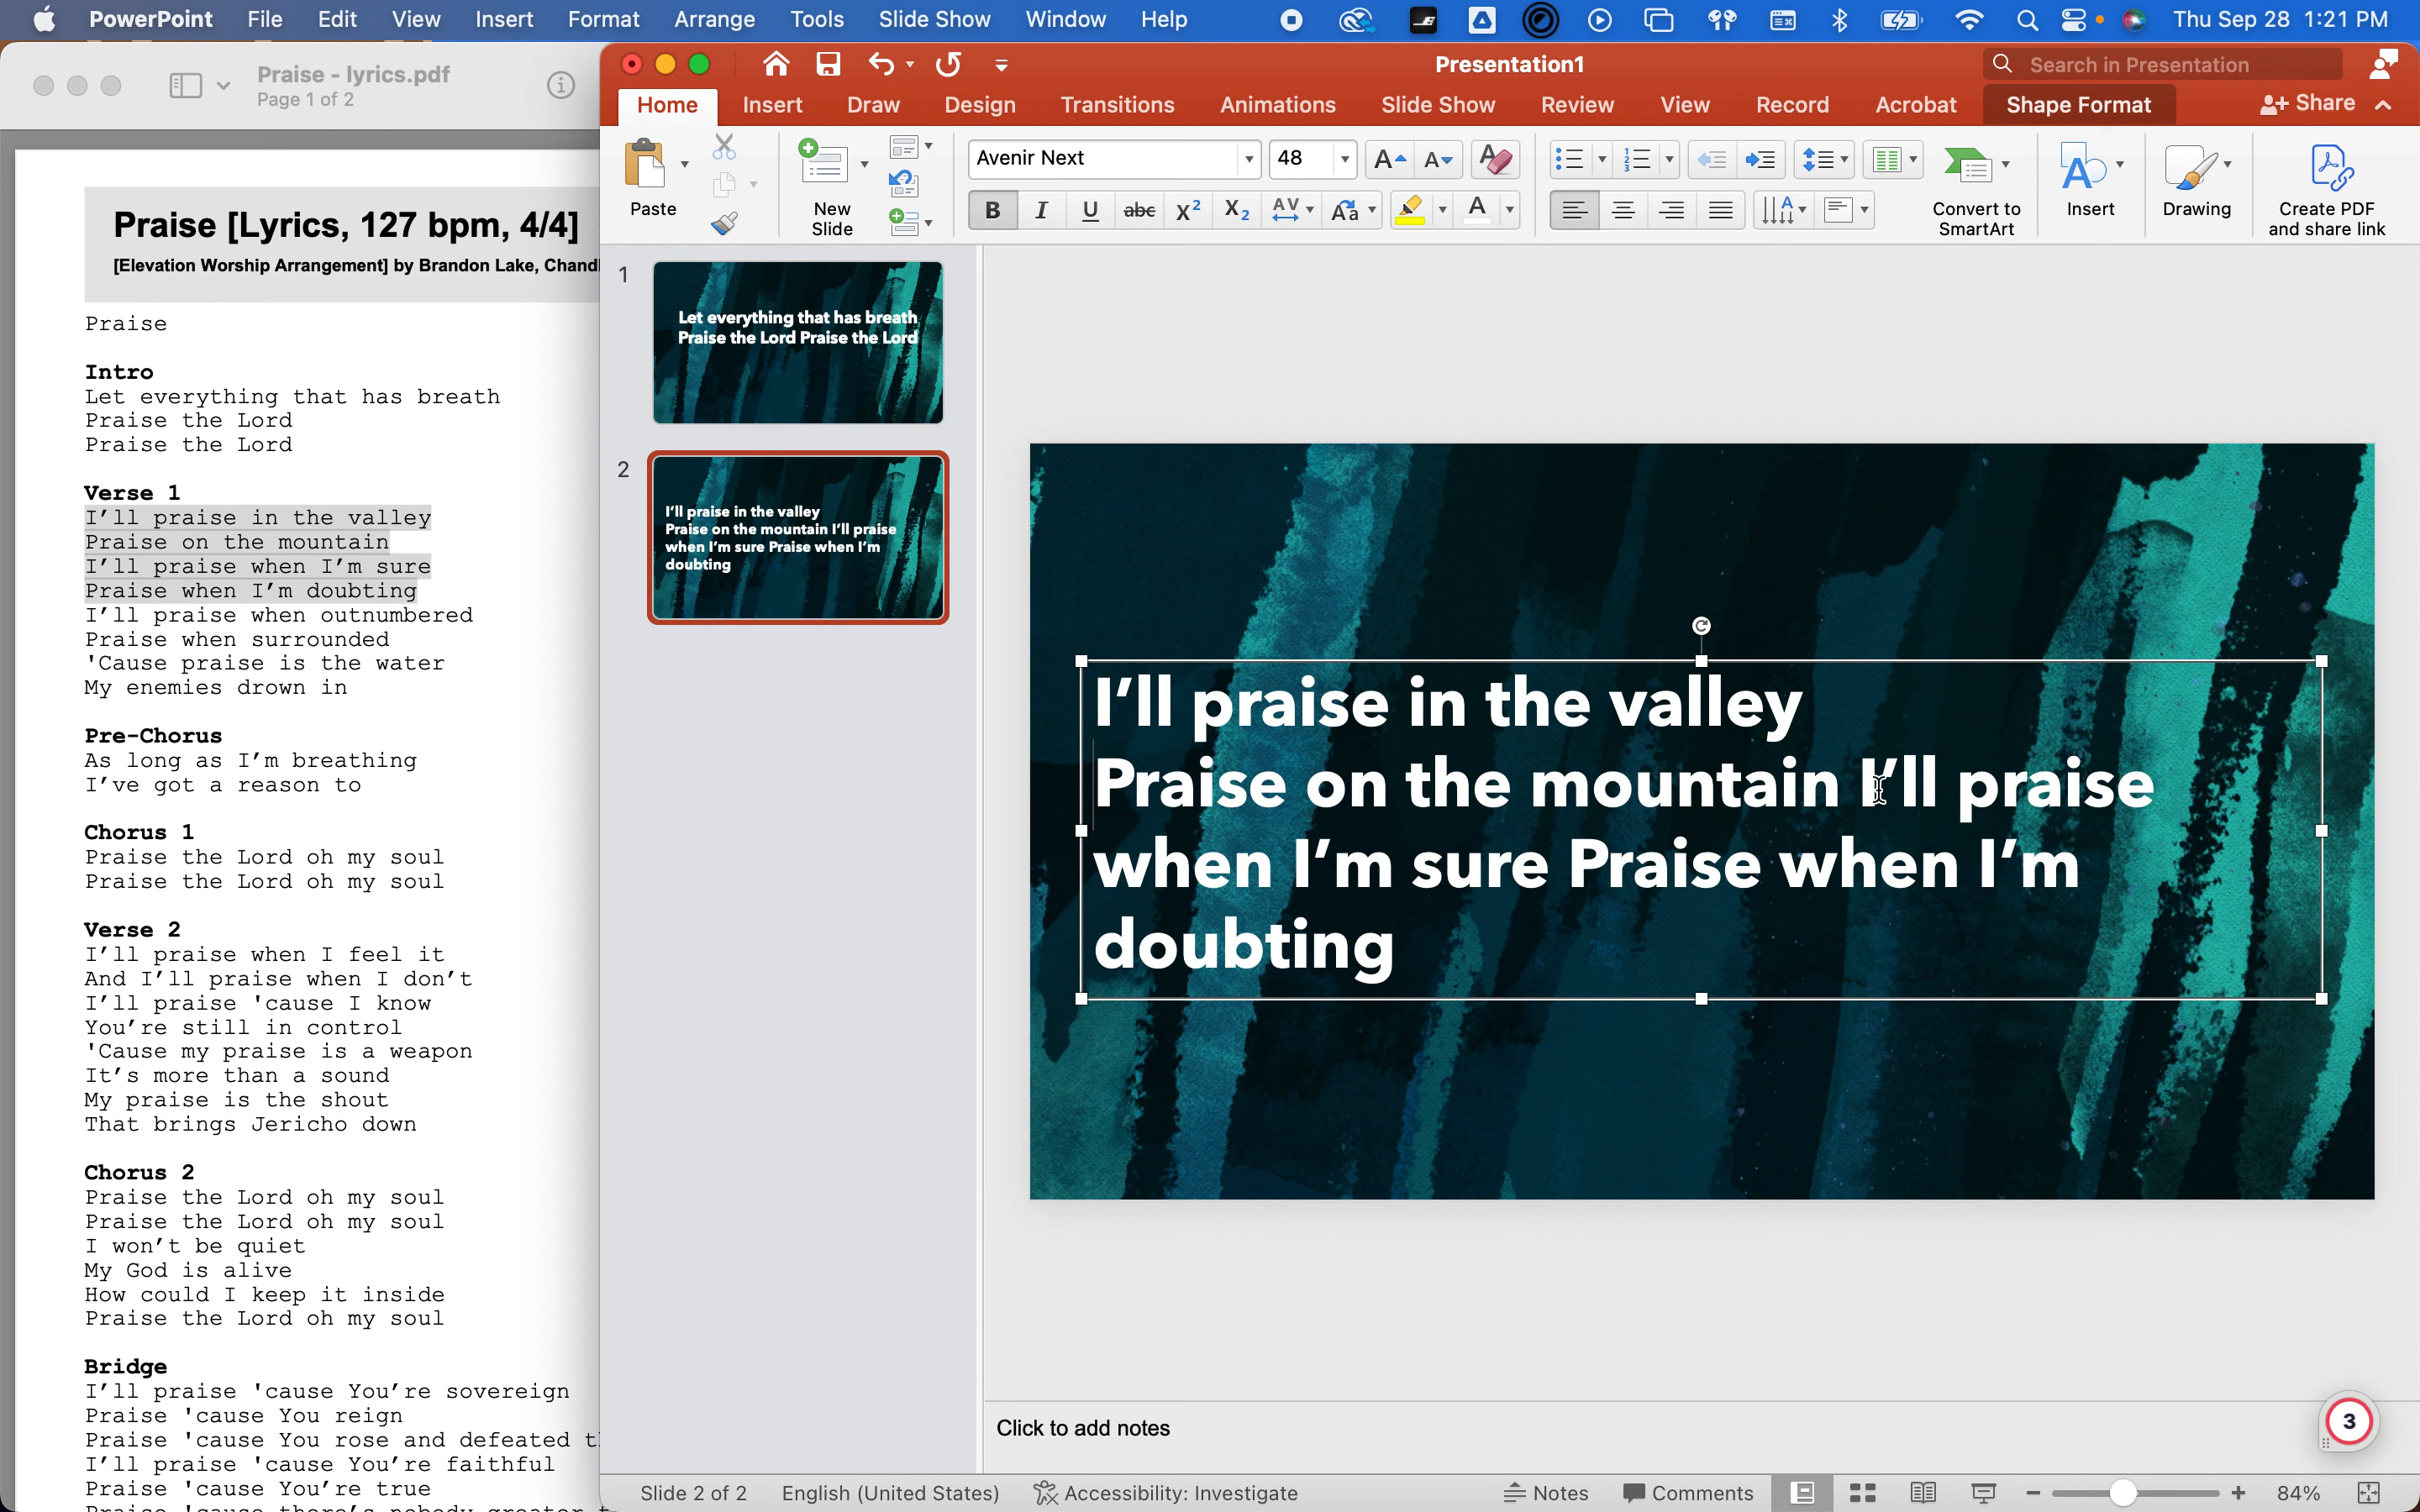 PowerPoint File Edit View Insert Format Arrange Tools Slide Show Window Help Thu Sep 28 1:21 PM
Praise - lyrics.pdf
Page 1 of 2
Praise [Lyrics, 127 bpm, 4/4]
[Elevation Worship Arrangement] by Brandon Lake, Chandl
Praise
Intro
Let everything that has breath
Praise the Lord
Praise the Lord
Verse 1
I’ll praise in the valley
Praise on the mountain
I’ll praise when I’m sure
Praise when I’m doubting
I’ll praise when outnumbered
Praise when surrounded
'Cause praise is the water
My enemies drown in
Pre-Chorus
As long as I’m breathing
I’ve got a reason to
Chorus 1
Praise the Lord oh my soul
Praise the Lord oh my soul
Verse 2
I’ll praise when I feel it
And I’ll praise when I don’t
I’ll praise 'cause I know
You’re still in control
'Cause my praise is a weapon
It’s more than a sound
My praise is the shout
That brings Jericho down
Chorus 2
Praise the Lord oh my soul
Praise the Lord oh my soul
I won’t be quiet
My God is alive
How could I keep it inside
Praise the Lord oh my soul
Bridge
I’ll praise 'cause You’re sovereign
Praise 'cause You reign
Praise 'cause You rose and defeated t
I’ll praise 'cause You’re faithful
Praise 'cause You’re true
Presentation1
Search in Presentation
Home Insert Draw Design Transitions Animations Slide Show Review View Record Acrobat Shape Format Share
Paste
New
Slide
Avenir Next 48
B I U abc X2 X2 AV Aa A
Convert to
SmartArt
Insert
Drawing
Create PDF
and share link
1
Let everything that has breath
Praise the Lord Praise the Lord
2
I’ll praise in the valley
Praise on the mountain I’ll praise
when I’m sure Praise when I’m
doubting
I’ll praise in the valley
Praise on the mountain I’ll praise
when I’m sure Praise when I’m
doubting
Click to add notes
3
Slide 2 of 2 English (United States) Accessibility: Investigate Notes Comments 84%